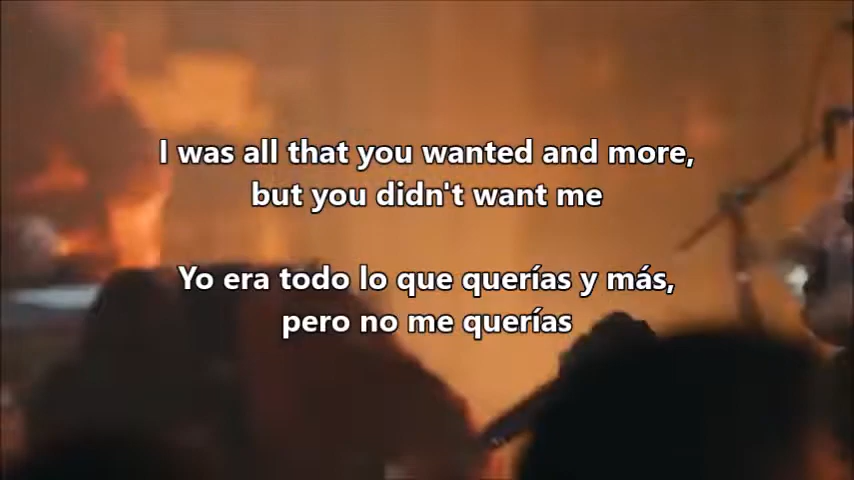 I was all that you wanted and more,
but you didn't want me
Yo era todo lo que querías y más,
pero no me querías